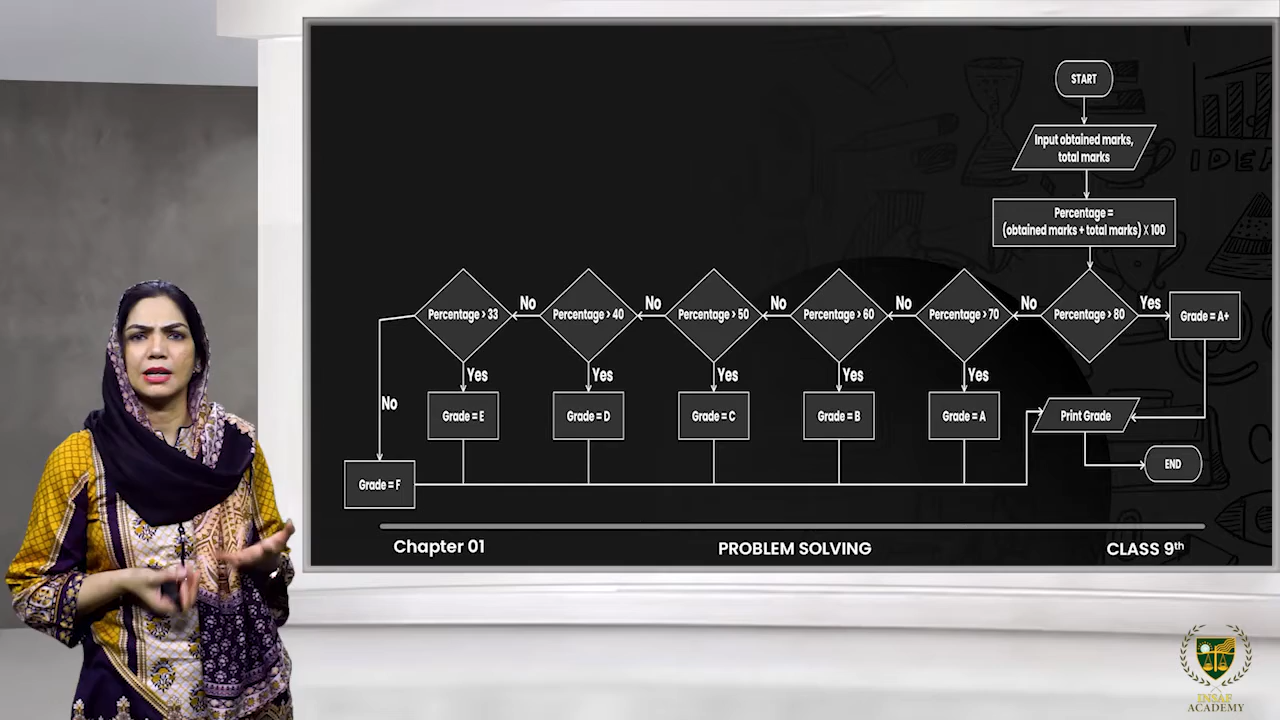 START
Input obtained marks,
total marks
Percentage =
(obtained marks ÷ total marks) X 100
Percentage > 33
No
Percentage > 40
No
Percentage > 50
No
Percentage > 60
No
Percentage > 70
No
Percentage > 80
Yes
Grade = A+
Yes
Yes
Yes
Yes
Yes
No
Grade = E
Grade = D
Grade = C
Grade = B
Grade = A
Print Grade
END
Grade = F
Chapter 01
PROBLEM SOLVING
CLASS 9th
IDEA
INSAF
ACADEMY